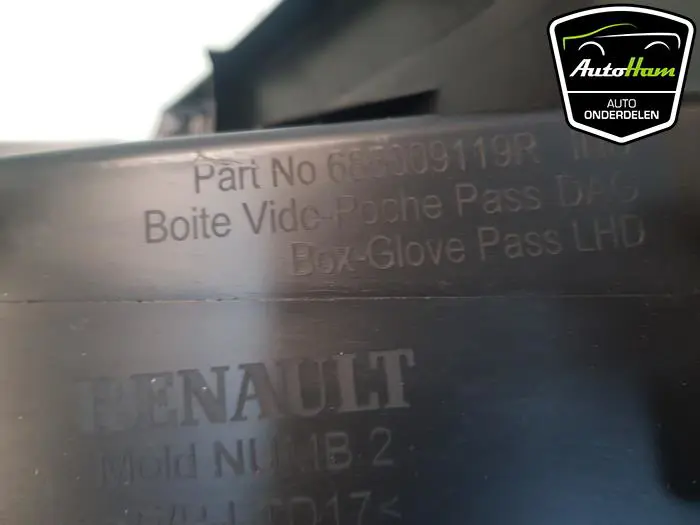 AutoHam
AUTO
ONDERDELEN
Part No 685009119R
Boite Vide-Poche Pass DAG
Box-Glove Pass LHD
RENAULT
Mold NUMB 2